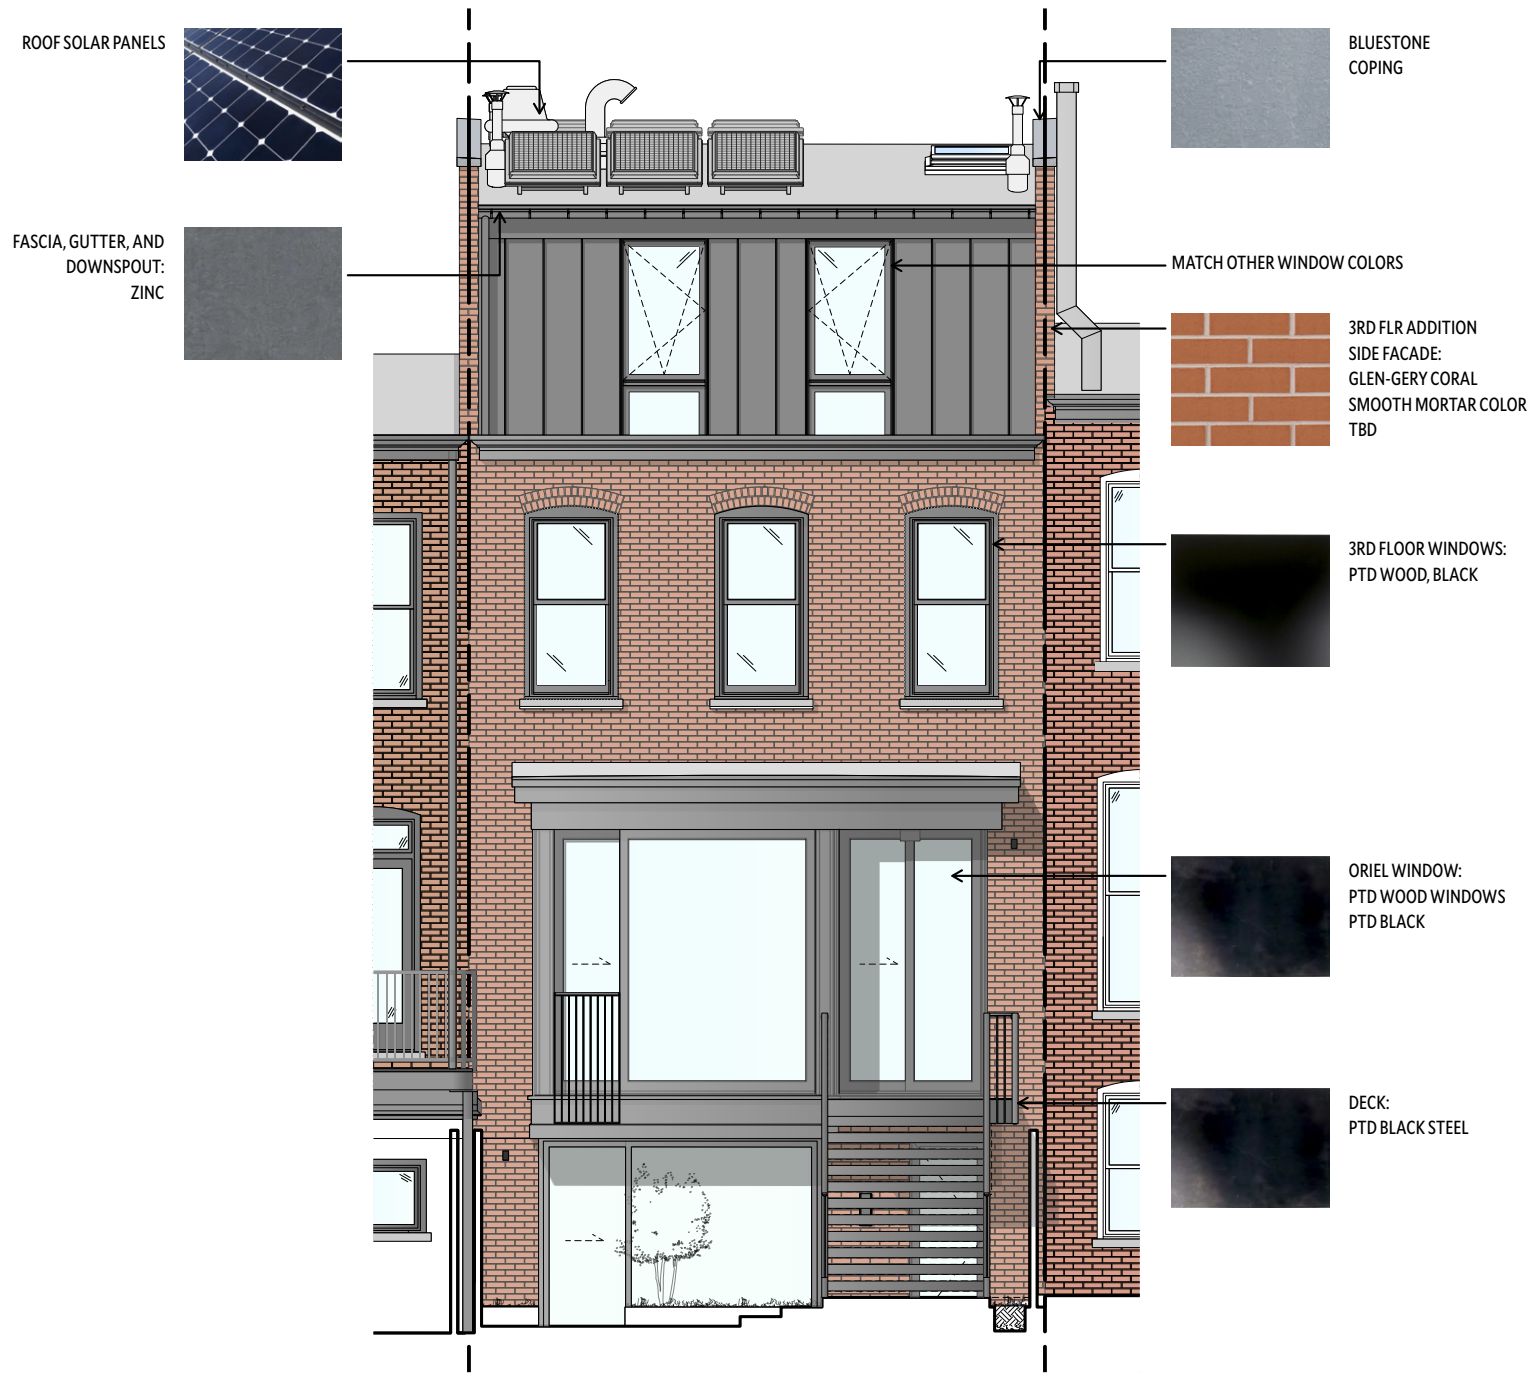 ROOF SOLAR PANELS
FASCIA, GUTTER, AND
DOWNSPOUT:
ZINC
BLUESTONE
COPING
MATCH OTHER WINDOW COLORS
3RD FLR ADDITION
SIDE FACADE:
GLEN-GERY CORAL
SMOOTH MORTAR COLOR
TBD
3RD FLOOR WINDOWS:
PTD WOOD, BLACK
ORIEL WINDOW:
PTD WOOD WINDOWS
PTD BLACK
DECK:
PTD BLACK STEEL